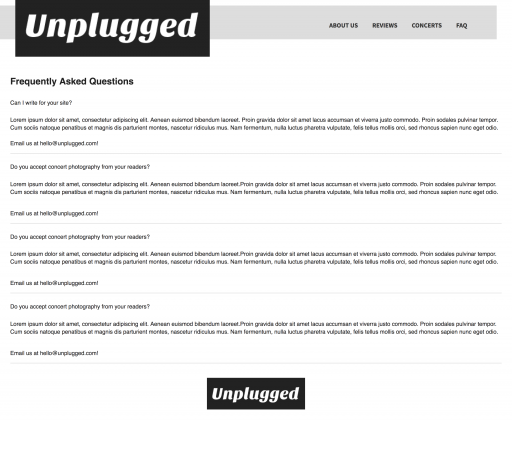 Unplugged
ABOUT US REVIEWS CONCERTS FAQ
Frequently Asked Questions
Can I write for your site?
Lorem ipsum dolor sit amet, consectetur adipiscing elit. Aenean euismod bibendum laoreet. Proin gravida dolor sit amet lacus accumsan et viverra justo commodo. Proin sodales pulvinar tempor.
Cum sociis natoque penatibus et magnis dis parturient montes, nascetur ridiculus mus. Nam fermentum, nulla luctus pharetra vulputate, felis tellus mollis orci, sed rhoncus sapien nunc eget odio.
Email us at hello@unplugged.com!
Do you accept concert photography from your readers?
Lorem ipsum dolor sit amet, consectetur adipiscing elit. Aenean euismod bibendum laoreet.Proin gravida dolor sit amet lacus accumsan et viverra justo commodo. Proin sodales pulvinar tempor.
Cum sociis natoque penatibus et magnis dis parturient montes, nascetur ridiculus mus. Nam fermentum, nulla luctus pharetra vulputate, felis tellus mollis orci, sed rhoncus sapien nunc eget odio.
Email us at hello@unplugged.com!
Do you accept concert photography from your readers?
Lorem ipsum dolor sit amet, consectetur adipiscing elit. Aenean euismod bibendum laoreet.Proin gravida dolor sit amet lacus accumsan et viverra justo commodo. Proin sodales pulvinar tempor.
Cum sociis natoque penatibus et magnis dis parturient montes, nascetur ridiculus mus. Nam fermentum, nulla luctus pharetra vulputate, felis tellus mollis orci, sed rhoncus sapien nunc eget odio.
Email us at hello@unplugged.com!
Do you accept concert photography from your readers?
Lorem ipsum dolor sit amet, consectetur adipiscing elit. Aenean euismod bibendum laoreet.Proin gravida dolor sit amet lacus accumsan et viverra justo commodo. Proin sodales pulvinar tempor.
Cum sociis natoque penatibus et magnis dis parturient montes, nascetur ridiculus mus. Nam fermentum, nulla luctus pharetra vulputate, felis tellus mollis orci, sed rhoncus sapien nunc eget odio.
Email us at hello@unplugged.com!
Unplugged